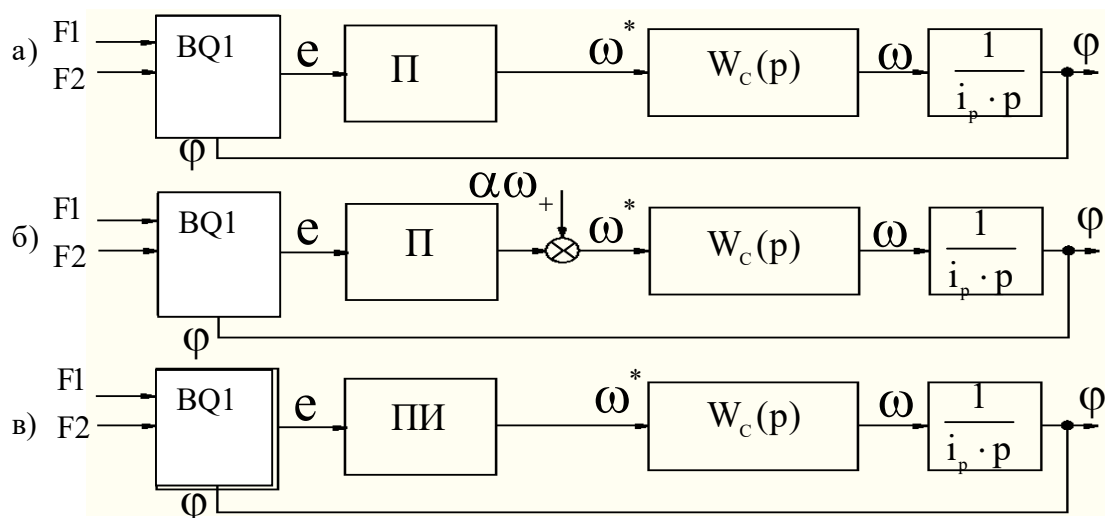 а) F1 F2 BQ1 e П ω* W_C(p) ω 1 / i_p · p φ
φ
б) F1 F2 BQ1 e П αω + ω* W_C(p) ω 1 / i_p · p φ
φ
в) F1 F2 BQ1 e ПИ ω* W_C(p) ω 1 / i_p · p φ
φ